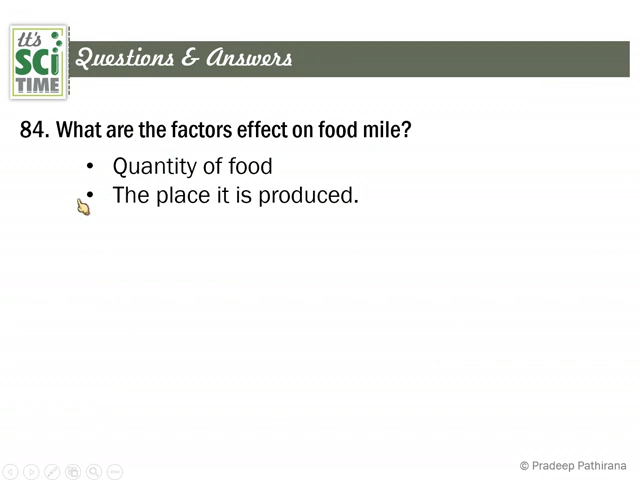 It's
SCi
TIME
Questions & Answers
84. What are the factors effect on food mile?
• Quantity of food
• The place it is produced.
© Pradeep Pathirana